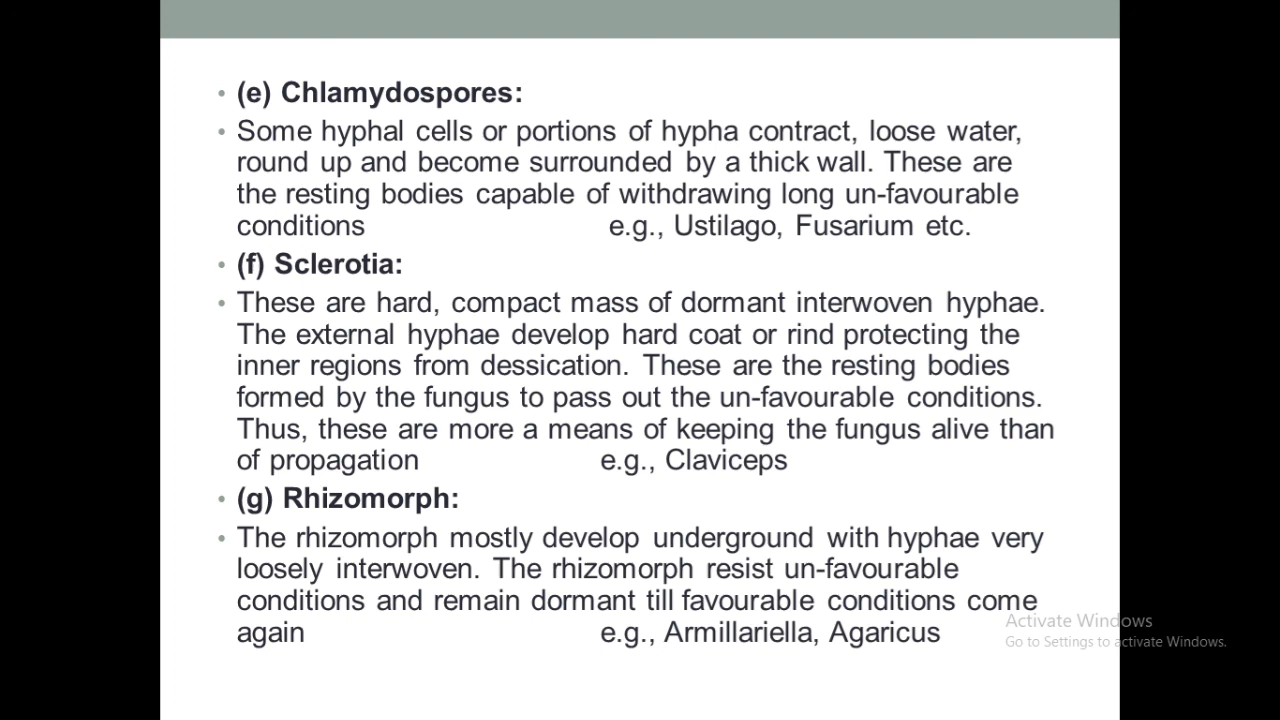 • (e) Chlamydospores:
• Some hyphal cells or portions of hypha contract, loose water,
round up and become surrounded by a thick wall. These are
the resting bodies capable of withdrawing long un-favourable
conditions e.g., Ustilago, Fusarium etc.
• (f) Sclerotia:
• These are hard, compact mass of dormant interwoven hyphae.
The external hyphae develop hard coat or rind protecting the
inner regions from dessication. These are the resting bodies
formed by the fungus to pass out the un-favourable conditions.
Thus, these are more a means of keeping the fungus alive than
of propagation e.g., Claviceps
• (g) Rhizomorph:
• The rhizomorph mostly develop underground with hyphae very
loosely interwoven. The rhizomorph resist un-favourable
conditions and remain dormant till favourable conditions come
again e.g., Armillariella, Agaricus
Activate Windows
Go to Settings to activate Windows.